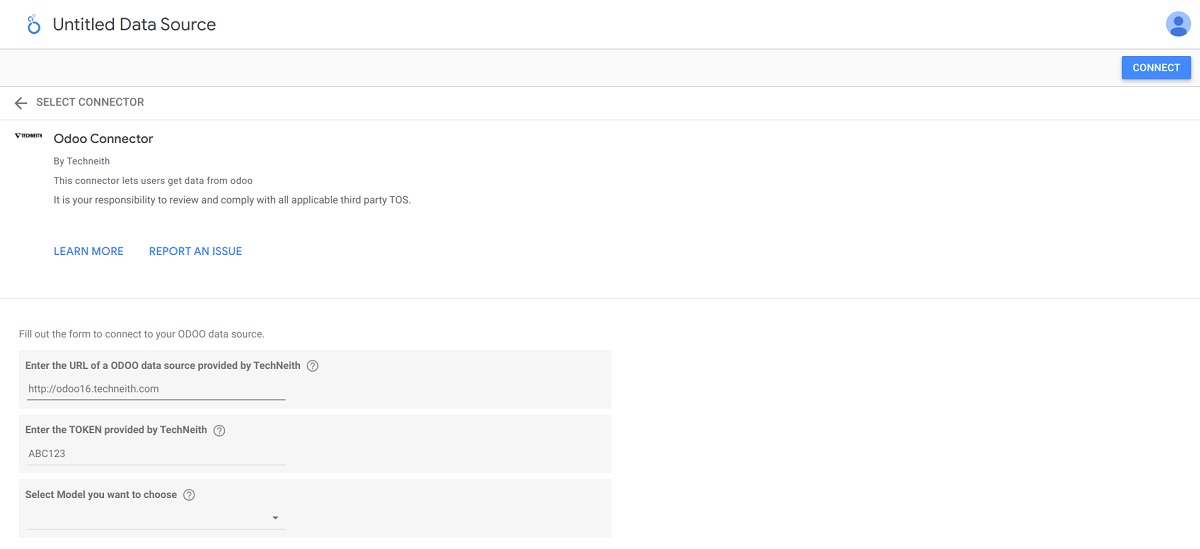 Untitled Data Source
CONNECT
SELECT CONNECTOR
TECHNEITH
Odoo Connector
By Techneith
This connector lets users get data from odoo
It is your responsibility to review and comply with all applicable third party TOS.
LEARN MORE REPORT AN ISSUE
Fill out the form to connect to your ODOO data source.
Enter the URL of a ODOO data source provided by TechNeith
http://odoo16.techneith.com
Enter the TOKEN provided by TechNeith
ABC123
Select Model you want to choose